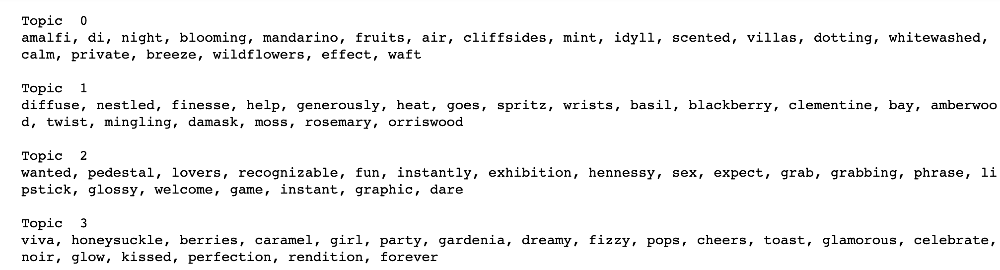 Topic  0
amalfi, di, night, blooming, mandarino, fruits, air, cliffsides, mint, idyll, scented, villas, dotting, whitewashed,
calm, private, breeze, wildflowers, effect, waft
Topic  1
diffuse, nestled, finesse, help, generously, heat, goes, spritz, wrists, basil, blackberry, clementine, bay, amberwoo
d, twist, mingling, damask, moss, rosemary, orriswood
Topic  2
wanted, pedestal, lovers, recognizable, fun, instantly, exhibition, hennessy, sex, expect, grab, grabbing, phrase, li
pstick, glossy, welcome, game, instant, graphic, dare
Topic  3
viva, honeysuckle, berries, caramel, girl, party, gardenia, dreamy, fizzy, pops, cheers, toast, glamorous, celebrate,
noir, glow, kissed, perfection, rendition, forever